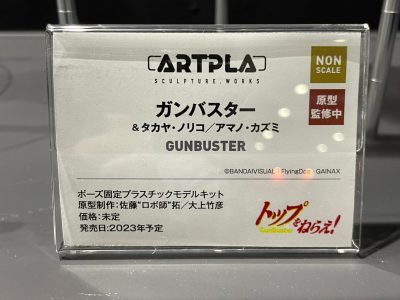 ARTPLA
SCULPTURE.WORKS
NON
SCALE
原型
監修中
ガンバスター
&タカヤ・ノリコ/アマノ・カズミ
GUNBUSTER
©BANDAIVISUAL・FlyingDog・GAINAX
ポーズ固定プラスチックモデルキット
原型制作:佐藤"ロボ師"拓/大上竹彦
価格:未定
発売日:2023年予定
トップをねらえ!
GunBuster